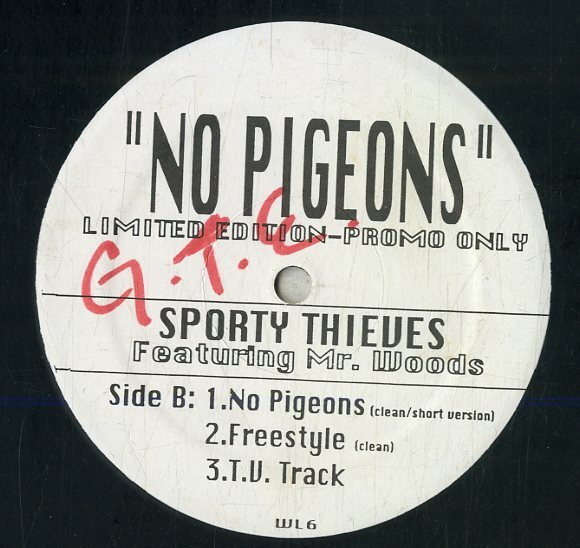 "NO PIGEONS"
LIMITED EDITION-PROMO ONLY
G.T.C.
SPORTY THIEVES
Featuring Mr. Woods
Side B: 1.No Pigeons (clean/short version)
2.Freestyle (clean)
3.T.V. Track
WL6